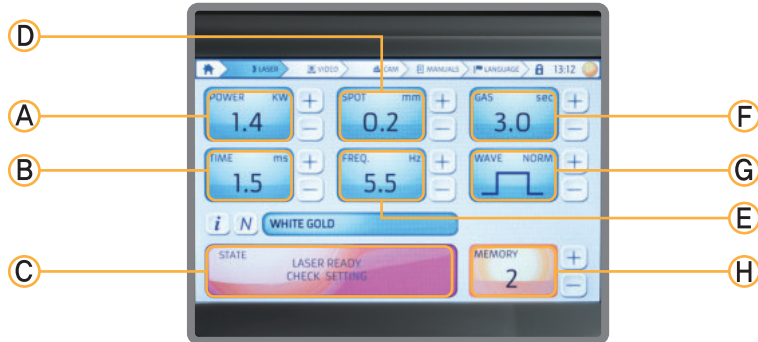 D
LASER VIDEO CAM MANUALS LANGUAGE 13:12
A
POWER KW
1.4
+
−
SPOT mm
0.2
+
−
GAS sec
3.0
+
−
F
B
TIME ms
1.5
+
−
FREQ. Hz
5.5
+
−
WAVE NORM
+
−
G
E
i N WHITE GOLD
C
STATE
LASER READY
CHECK SETTING
MEMORY
2
+
−
H